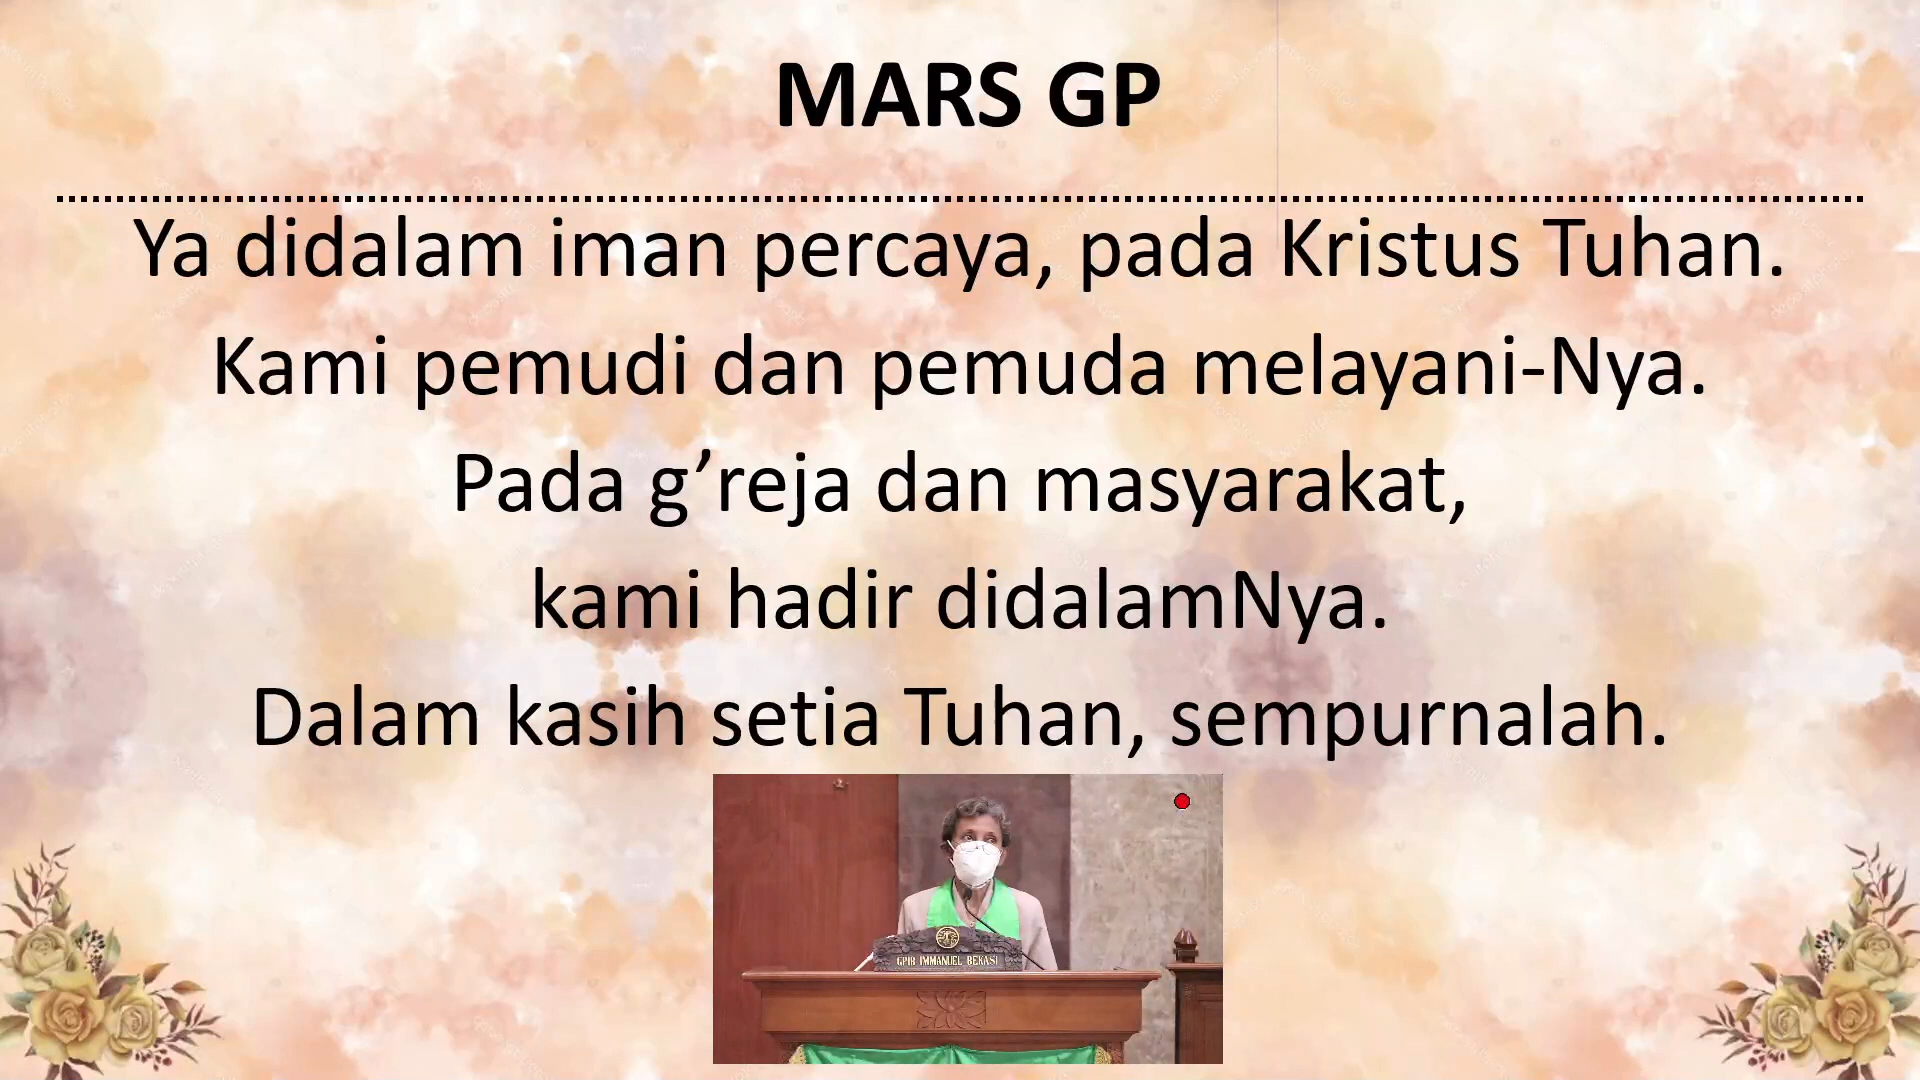 MARS GP
Ya didalam iman percaya, pada Kristus Tuhan.
Kami pemudi dan pemuda melayani-Nya.
Pada g’reja dan masyarakat,
kami hadir didalamNya.
Dalam kasih setia Tuhan, sempurnalah.
GPIB IMMANUEL BEKASI